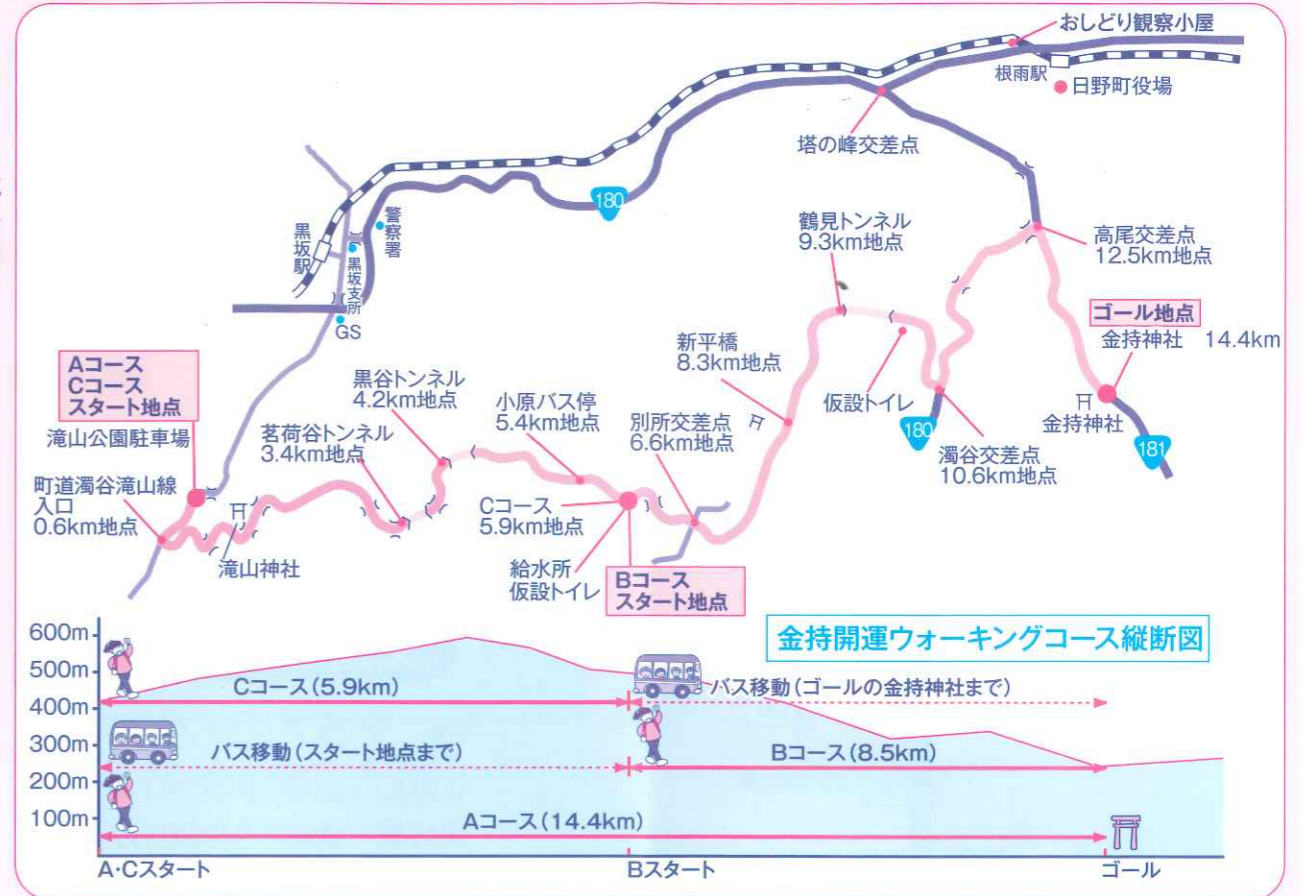 おしどり観察小屋
根雨駅
日野町役場
塔の峰交差点
180
警察署
黒坂駅
黒坂支所
GS
鶴見トンネル
9.3km地点
高尾交差点
12.5km地点
ゴール地点
金持神社 14.4km
金持神社
181
Aコース
Cコース
スタート地点
滝山公園駐車場
黒谷トンネル
4.2km地点
茗荷谷トンネル
3.4km地点
小原バス停
5.4km地点
新平橋
8.3km地点
別所交差点
6.6km地点
仮設トイレ
180
濁谷交差点
10.6km地点
町道濁谷滝山線
入口
0.6km地点
滝山神社
Cコース
5.9km地点
給水所
仮設トイレ
Bコース
スタート地点
金持開運ウォーキングコース縦断図
600m
500m
400m
300m
200m
100m
Cコース(5.9km)
バス移動(ゴールの金持神社まで)
バス移動(スタート地点まで)
Bコース(8.5km)
Aコース(14.4km)
A・Cスタート
Bスタート
ゴール